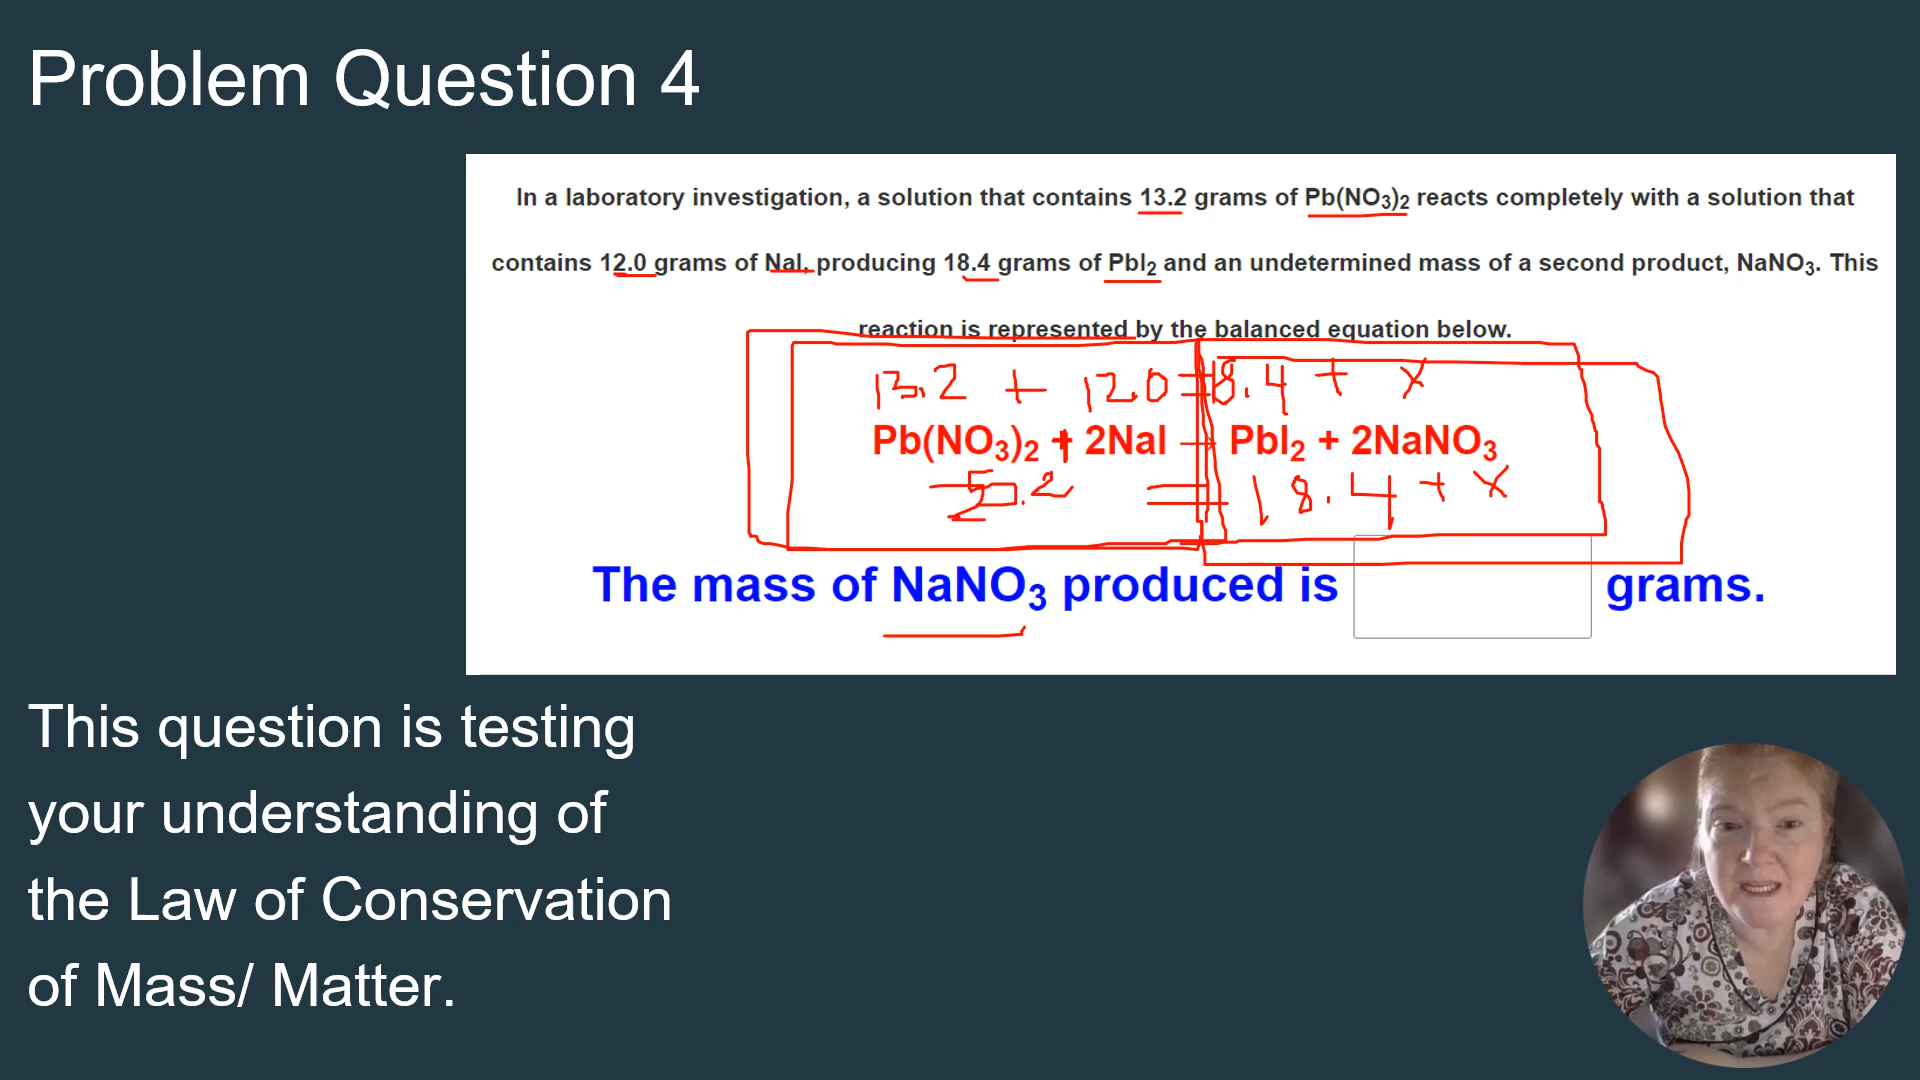 Problem Question 4
In a laboratory investigation, a solution that contains 13.2 grams of Pb(NO₃)₂ reacts completely with a solution that
contains 12.0 grams of NaI, producing 18.4 grams of PbI₂ and an undetermined mass of a second product, NaNO₃. This
reaction is represented by the balanced equation below.
13.2 + 12.0 = 18.4 + x
Pb(NO₃)₂ + 2NaI → PbI₂ + 2NaNO₃
25.2 = 18.4 + x
The mass of NaNO₃ produced is grams.
This question is testing
your understanding of
the Law of Conservation
of Mass/ Matter.